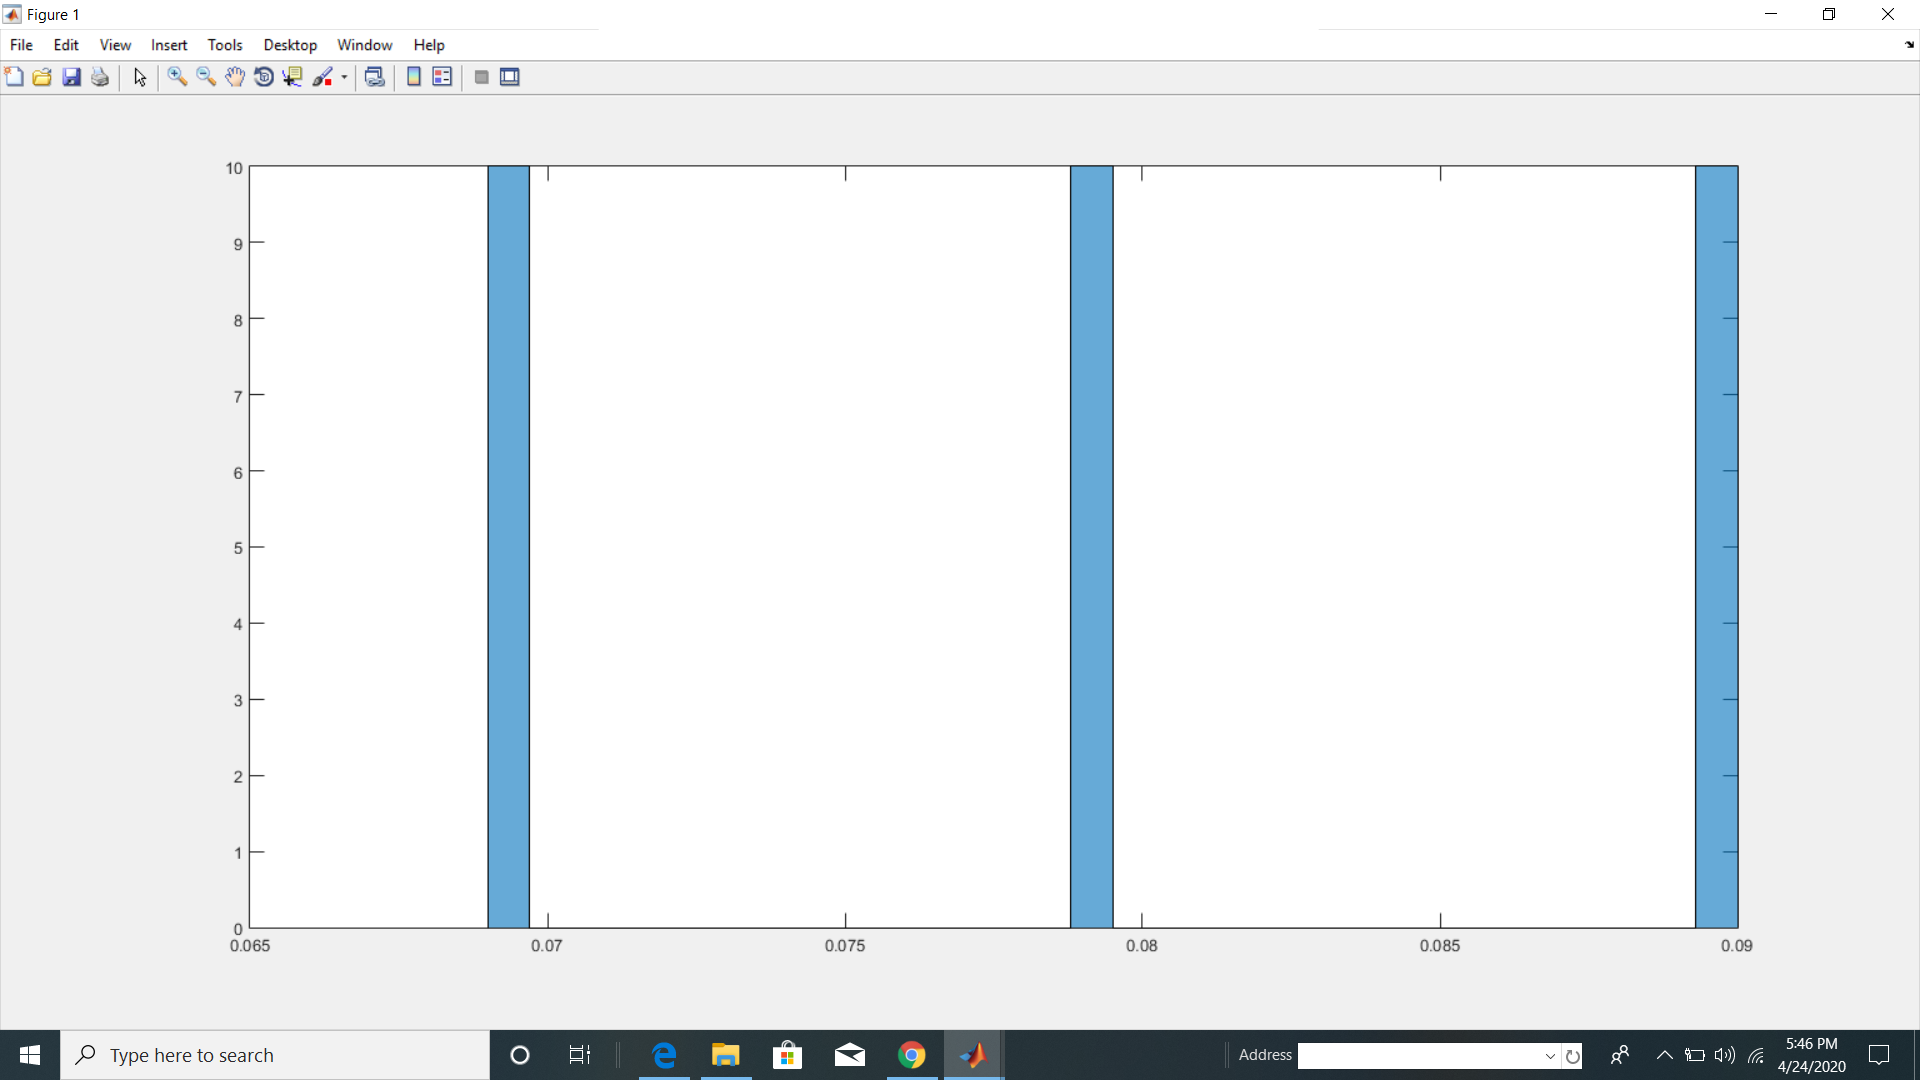 Figure 1
File Edit View Insert Tools Desktop Window Help
10
9
8
7
6
5
4
3
2
1
0
0.065 0.07 0.075 0.08 0.085 0.09
Type here to search
Address
5:46 PM
4/24/2020